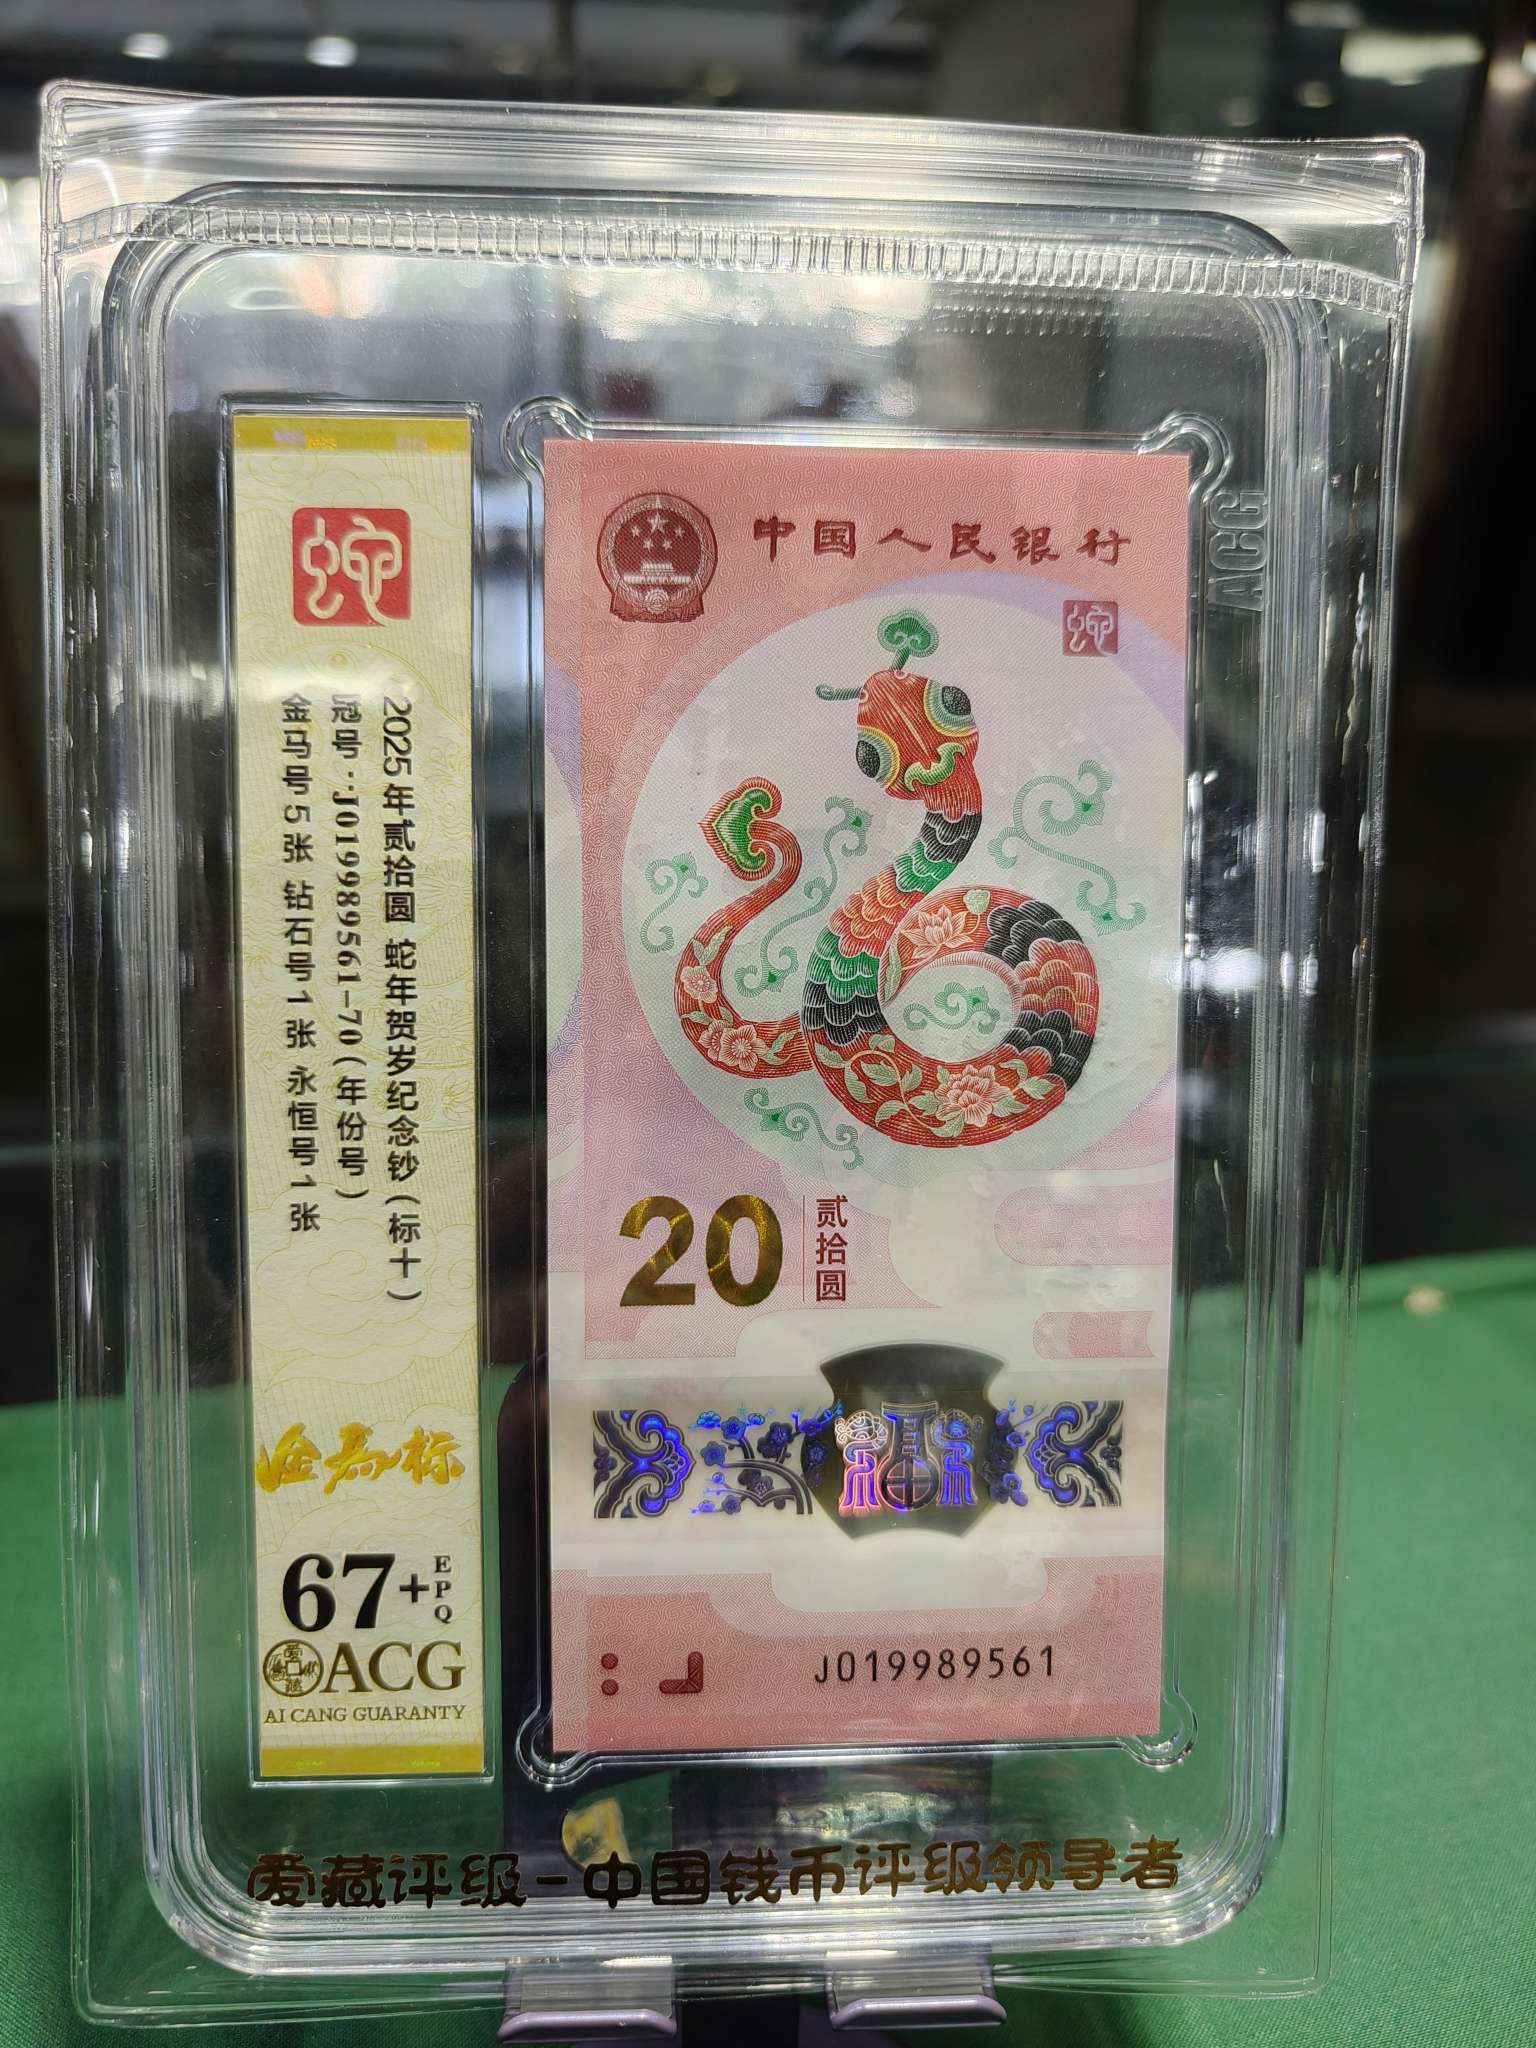 蛇
2025年贰拾圆 蛇年贺岁纪念钞(标十)
冠号:J019989561-70(年份号)
金马号5张 钻石号1张 永恒号1张
金马标
67+ EPQ
ACG
AI CANG GUARANTY
中国人民银行
蛇
20 贰拾圆
福
J019989561
ACG
爱藏评级-中国钱币评级领导者